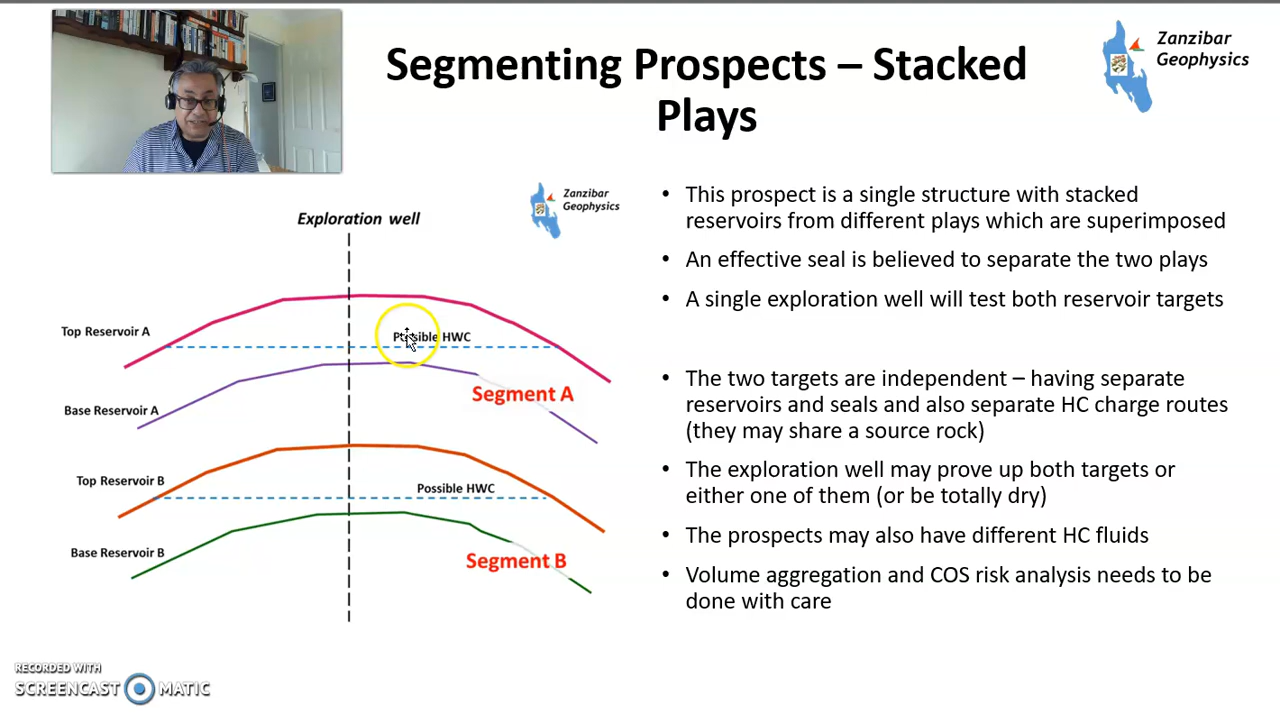 Segmenting Prospects – Stacked
Plays
Zanzibar
Geophysics
Zanzibar
Geophysics
Exploration well
Top Reservoir A
Possible HWC
Base Reservoir A
Segment A
Top Reservoir B
Possible HWC
Base Reservoir B
Segment B
• This prospect is a single structure with stacked
reservoirs from different plays which are superimposed
• An effective seal is believed to separate the two plays
• A single exploration well will test both reservoir targets
• The two targets are independent – having separate
reservoirs and seals and also separate HC charge routes
(they may share a source rock)
• The exploration well may prove up both targets or
either one of them (or be totally dry)
• The prospects may also have different HC fluids
• Volume aggregation and COS risk analysis needs to be
done with care
RECORDED WITH
SCREENCAST MATIC